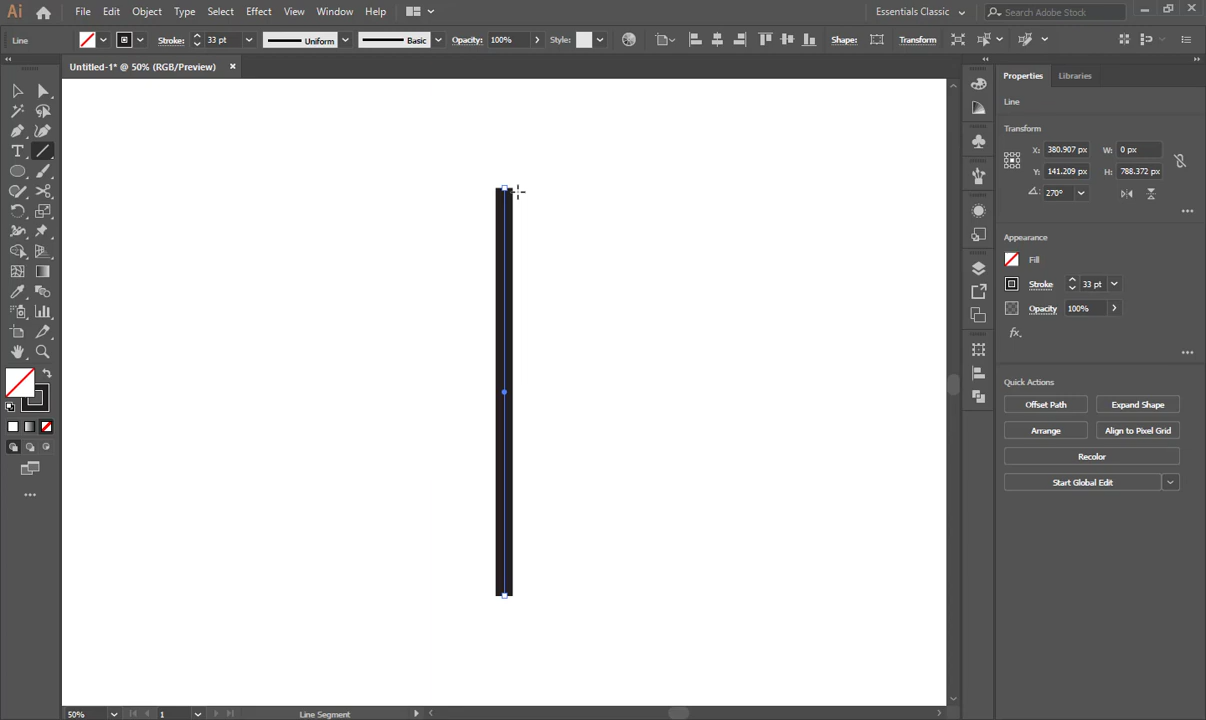 Ai File Edit Object Type Select Effect View Window Help Essentials Classic Search Adobe Stock
Line Stroke: 33 pt Uniform Basic Opacity: 100% Style: Shape: Transform
Untitled-1* @ 50% (RGB/Preview)
Properties Libraries
Line
Transform
X: 380.907 px W: 0 px
Y: 141.209 px H: 788.372 px
270°
Appearance
Fill
Stroke 33 pt
Opacity 100%
fx.
Quick Actions
Offset Path Expand Shape
Arrange Align to Pixel Grid
Recolor
Start Global Edit
50% 1 Line Segment